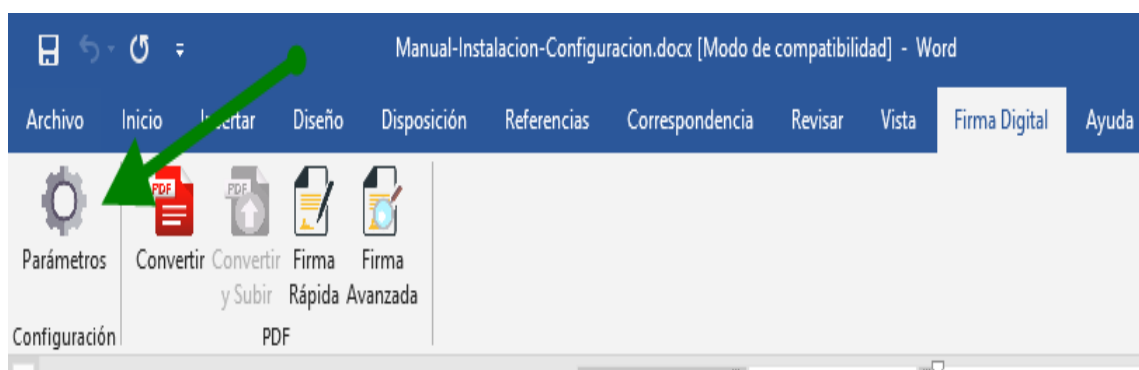 Manual-Instalacion-Configuracion.docx [Modo de compatibilidad] - Word
Archivo Inicio Insertar Diseño Disposición Referencias Correspondencia Revisar Vista Firma Digital Ayuda
PDF PDF
Parámetros Convertir Convertir Firma Firma
y Subir Rápida Avanzada
Configuración PDF